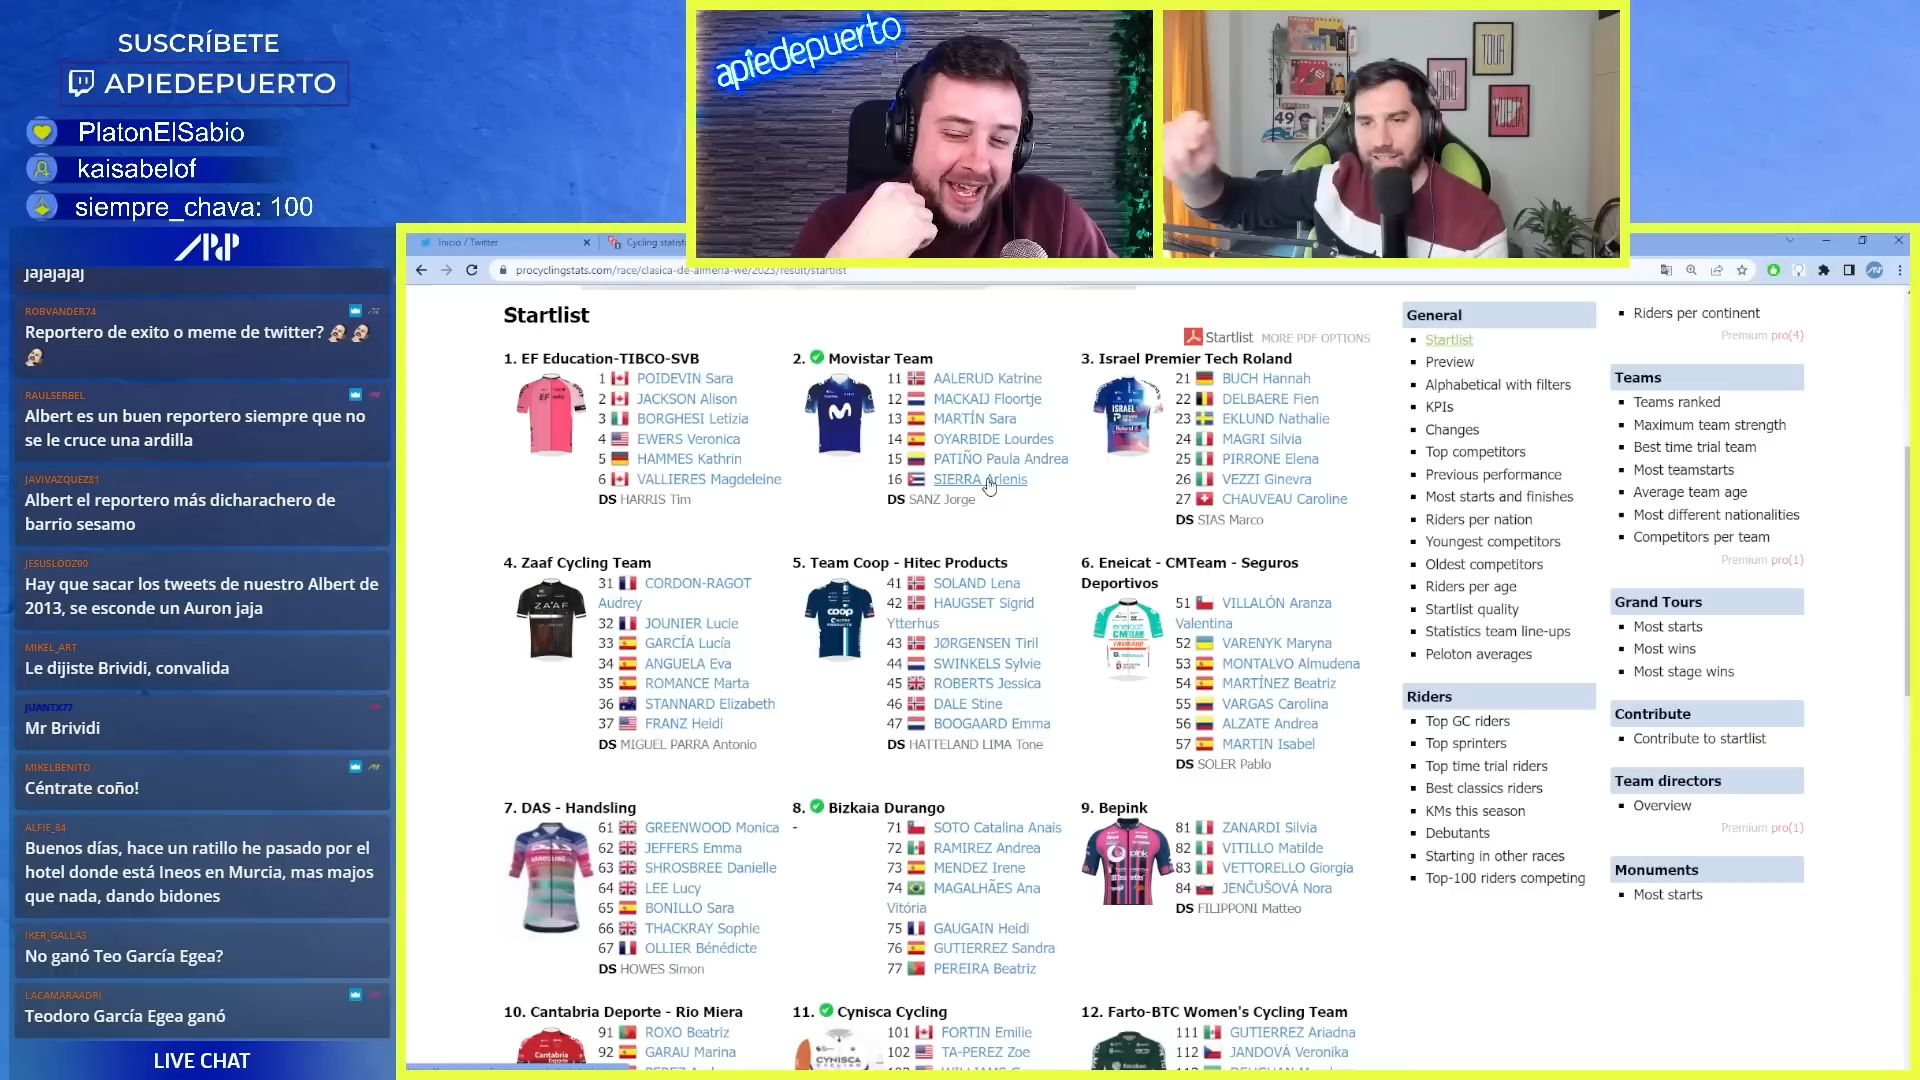 SUSCRÍBETE
APIEDEPUERTO
PlatonElSabio
kaisabelof
siempre_chava: 100
jajajajaj
ROBVANDER74
Reportero de exito o meme de twitter?
RAULSERBEL
Albert es un buen reportero siempre que no
se le cruce una ardilla
JAVIVAZQUEZ81
Albert el reportero más dicharachero de
barrio sesamo
JESUSLODZ90
Hay que sacar los tweets de nuestro Albert de
2013, se esconde un Auron jaja
MIKEL_ART
Le dijiste Brividi, convalida
JUANTX77
Mr Brividi
MIKELBENITO
Céntrate coño!
ALFIE_84
Buenos días, hace un ratillo he pasado por el
hotel donde está Ineos en Murcia, mas majos
que nada, dando bidones
IKER_GALLAS
No ganó Teo García Egea?
LACAMARAADRI
Teodoro García Egea ganó
LIVE CHAT
apiedepuerto
TOUR
GIRO
VUELTA
49
Inicio / Twitter
Cycling statist
procyclingstats.com/race/clasica-de-almeria-we/2023/result/startlist
Startlist
Startlist MORE PDF OPTIONS
1. EF Education-TIBCO-SVB
1 POIDEVIN Sara
2 JACKSON Alison
3 BORGHESI Letizia
4 EWERS Veronica
5 HAMMES Kathrin
6 VALLIERES Magdeleine
DS HARRIS Tim
2. Movistar Team
11 AALERUD Katrine
12 MACKAIJ Floortje
13 MARTÍN Sara
14 OYARBIDE Lourdes
15 PATIÑO Paula Andrea
16 SIERRA Arlenis
DS SANZ Jorge
3. Israel Premier Tech Roland
21 BUCH Hannah
22 DELBAERE Fien
23 EKLUND Nathalie
24 MAGRI Silvia
25 PIRRONE Elena
26 VEZZI Ginevra
27 CHAUVEAU Caroline
DS SIAS Marco
4. Zaaf Cycling Team
31 CORDON-RAGOT
Audrey
32 JOUNIER Lucie
33 GARCÍA Lucía
34 ANGUELA Eva
35 ROMANCE Marta
36 STANNARD Elizabeth
37 FRANZ Heidi
DS MIGUEL PARRA Antonio
5. Team Coop - Hitec Products
41 SOLAND Lena
42 HAUGSET Sigrid
Ytterhus
43 JØRGENSEN Tiril
44 SWINKELS Sylvie
45 ROBERTS Jessica
46 DALE Stine
47 BOOGAARD Emma
DS HATTELAND LIMA Tone
6. Eneicat - CMTeam - Seguros
Deportivos
51 VILLALÓN Aranza
Valentina
52 VARENYK Maryna
53 MONTALVO Almudena
54 MARTÍNEZ Beatriz
55 VARGAS Carolina
56 ALZATE Andrea
57 MARTIN Isabel
DS SOLER Pablo
7. DAS - Handsling
61 GREENWOOD Monica
62 JEFFERS Emma
63 SHROSBREE Danielle
64 LEE Lucy
65 BONILLO Sara
66 THACKRAY Sophie
67 OLLIER Bénédicte
DS HOWES Simon
8. Bizkaia Durango
-
71 SOTO Catalina Anais
72 RAMIREZ Andrea
73 MENDEZ Irene
74 MAGALHÃES Ana
Vitória
75 GAUGAIN Heidi
76 GUTIERREZ Sandra
77 PEREIRA Beatriz
9. Bepink
81 ZANARDI Silvia
82 VITILLO Matilde
83 VETTORELLO Giorgia
84 JENČUŠOVÁ Nora
DS FILIPPONI Matteo
10. Cantabria Deporte - Rio Miera
91 ROXO Beatriz
92 GARAU Marina
11. Cynisca Cycling
101 FORTIN Emilie
102 TA-PEREZ Zoe
12. Farto-BTC Women's Cycling Team
111 GUTIERREZ Ariadna
112 JANDOVÁ Veronika
General
Startlist
Preview
Alphabetical with filters
KPIs
Changes
Top competitors
Previous performance
Most starts and finishes
Riders per nation
Youngest competitors
Oldest competitors
Riders per age
Startlist quality
Statistics team line-ups
Peloton averages
Riders
Top GC riders
Top sprinters
Top time trial riders
Best classics riders
KMs this season
Debutants
Starting in other races
Top-100 riders competing
Riders per continent
Premium pro(4)
Teams
Teams ranked
Maximum team strength
Best time trial team
Most teamstarts
Average team age
Most different nationalities
Competitors per team
Premium pro(1)
Grand Tours
Most starts
Most wins
Most stage wins
Contribute
Contribute to startlist
Team directors
Overview
Premium pro(1)
Monuments
Most starts